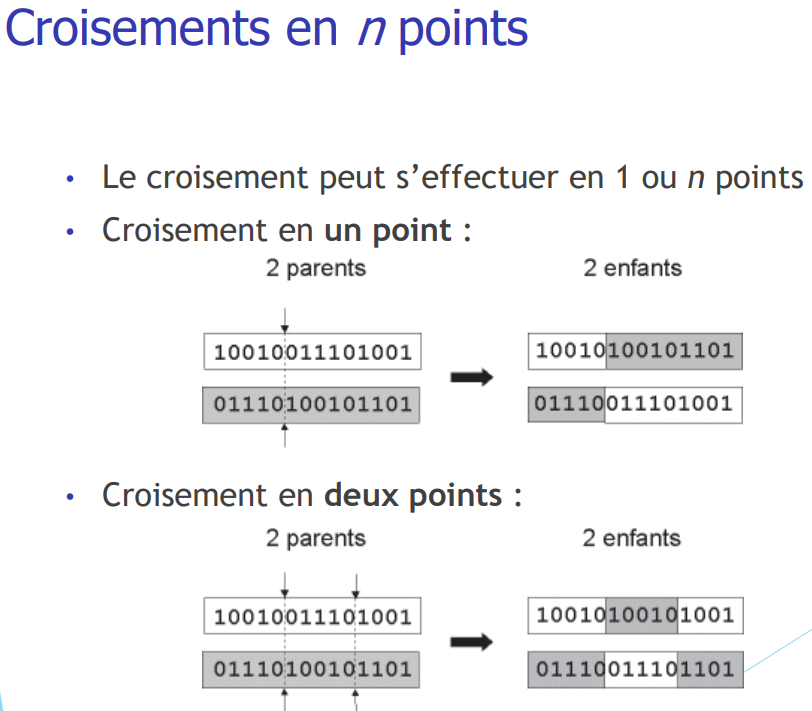 Croisements en n points
• Le croisement peut s’effectuer en 1 ou n points
• Croisement en un point :
2 parents 2 enfants
10010011101001 10010100101101
01110100101101 01110011101001
• Croisement en deux points :
2 parents 2 enfants
10010011101001 10010100101001
01110100101101 01110011101101